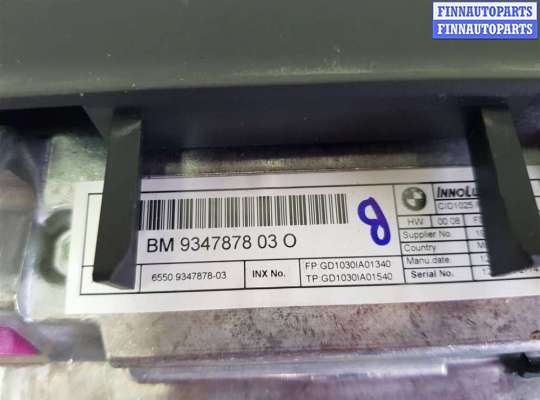 FINNAUTOPARTS
FINNAUTOPARTS
BM 9347878 03 O
8
6550 9347878-03
INX No.
FP:GD1030IA01340
TP:GD1030IA01540
CID1025
HW 00.08
Supplier No.
Country
Manu.date
Serial No.